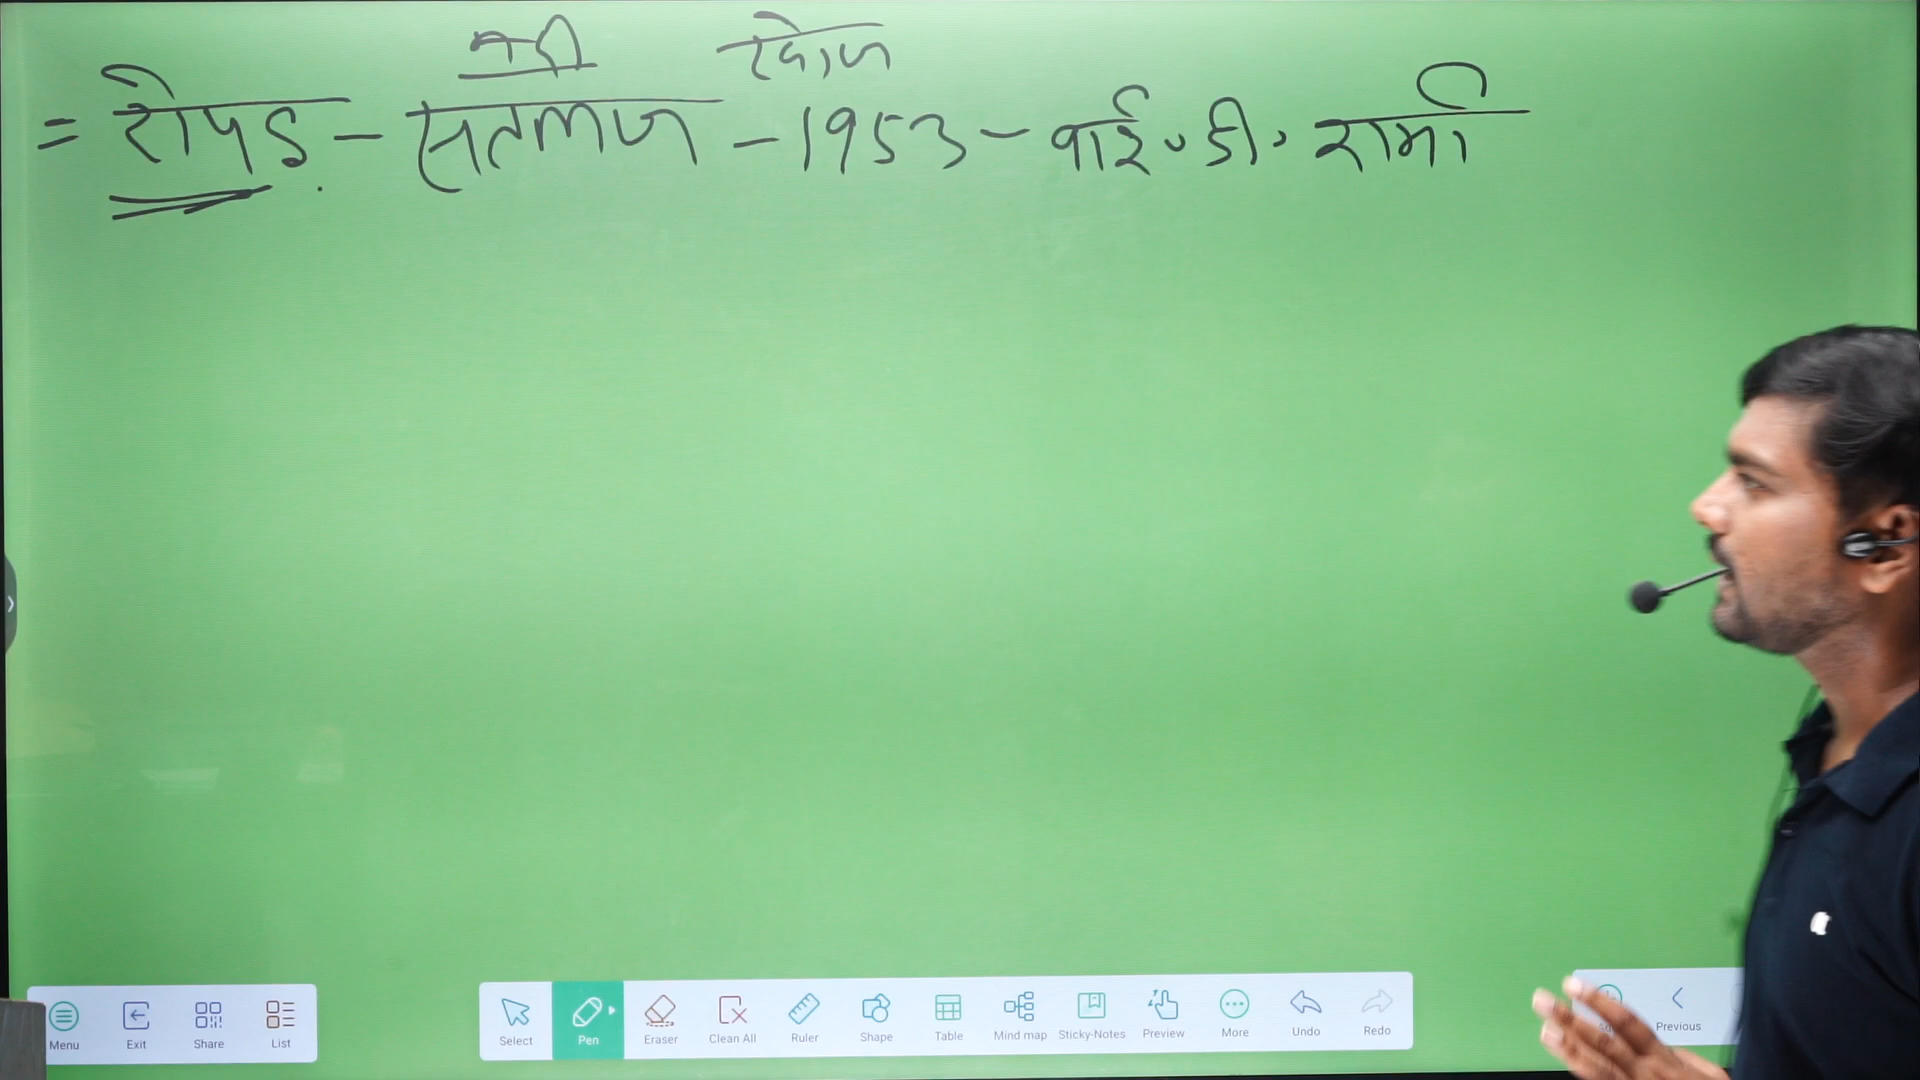 नदी खोज
= रोपड़ - सतलज - 1953 - वाई. डी. शर्मा
Menu Exit Share List Select Pen Eraser Clean All Ruler Shape Table Mind map Sticky-Notes Preview More Undo Redo Previous